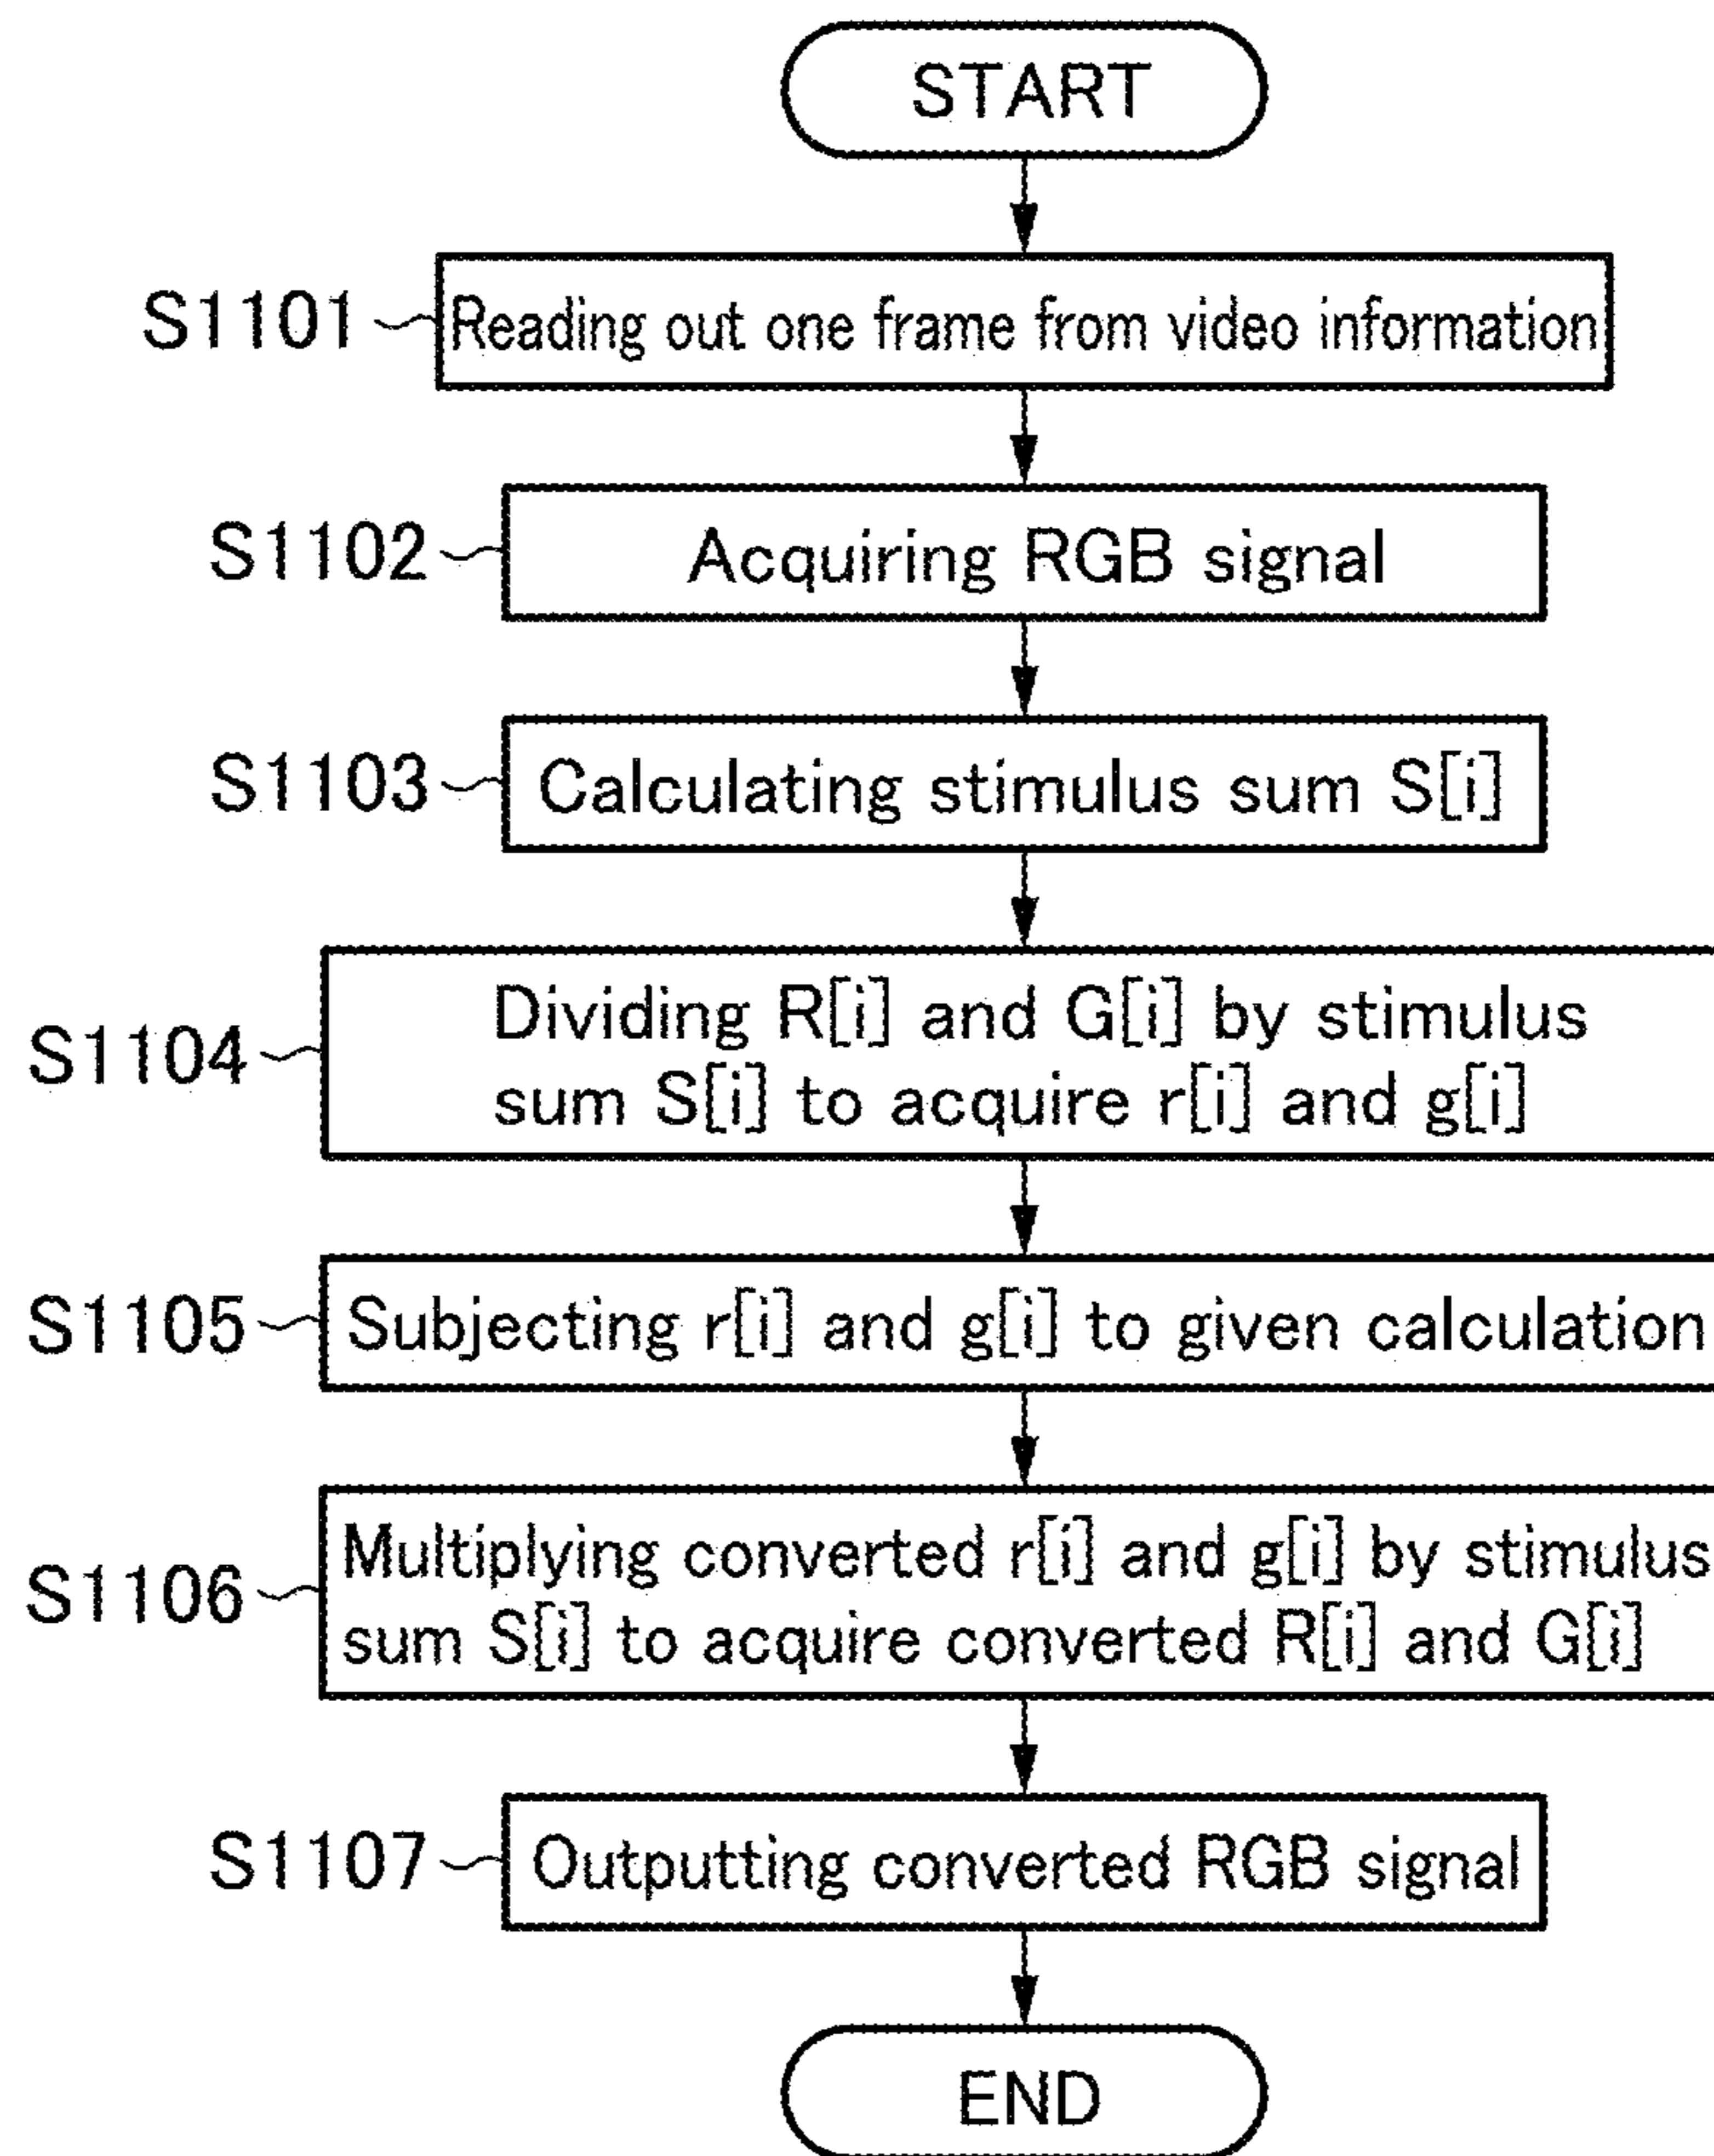 START
S1101
Reading out one frame from video information
S1102
Acquiring RGB signal
S1103
Calculating stimulus sum S[i]
S1104
Dividing R[i] and G[i] by stimulus
sum S[i] to acquire r[i] and g[i]
S1105
Subjecting r[i] and g[i] to given calculation
S1106
Multiplying converted r[i] and g[i] by stimulus
sum S[i] to acquire converted R[i] and G[i]
S1107
Outputting converted RGB signal
END